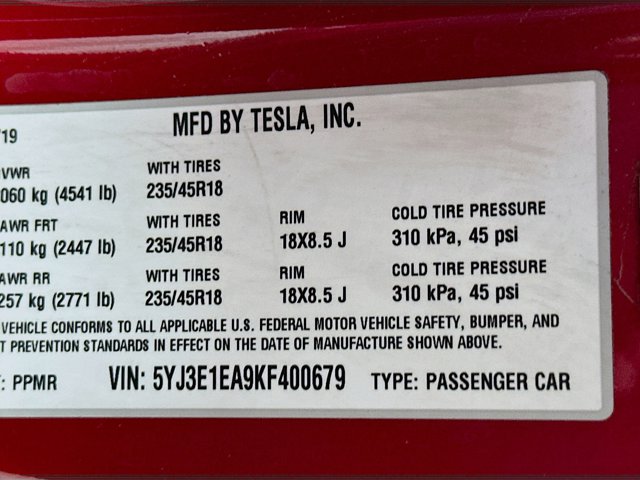 /19 MFD BY TESLA, INC.
VWR WITH TIRES
060 kg (4541 lb) 235/45R18
AWR FRT WITH TIRES RIM COLD TIRE PRESSURE
110 kg (2447 lb) 235/45R18 18X8.5 J 310 kPa, 45 psi
AWR RR WITH TIRES RIM COLD TIRE PRESSURE
257 kg (2771 lb) 235/45R18 18X8.5 J 310 kPa, 45 psi
VEHICLE CONFORMS TO ALL APPLICABLE U.S. FEDERAL MOTOR VEHICLE SAFETY, BUMPER, AND
T PREVENTION STANDARDS IN EFFECT ON THE DATE OF MANUFACTURE SHOWN ABOVE.
: PPMR VIN: 5YJ3E1EA9KF400679 TYPE: PASSENGER CAR